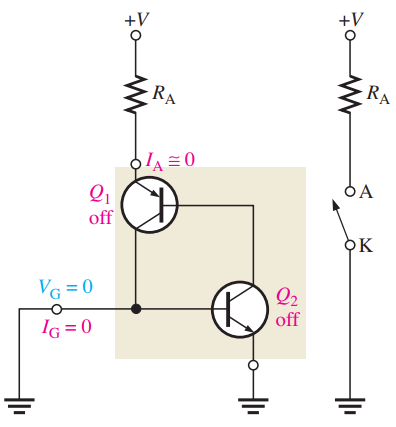 +V
+V
R_A
R_A
I_A ≅ 0
Q_1
off
A
K
V_G = 0
I_G = 0
Q_2
off